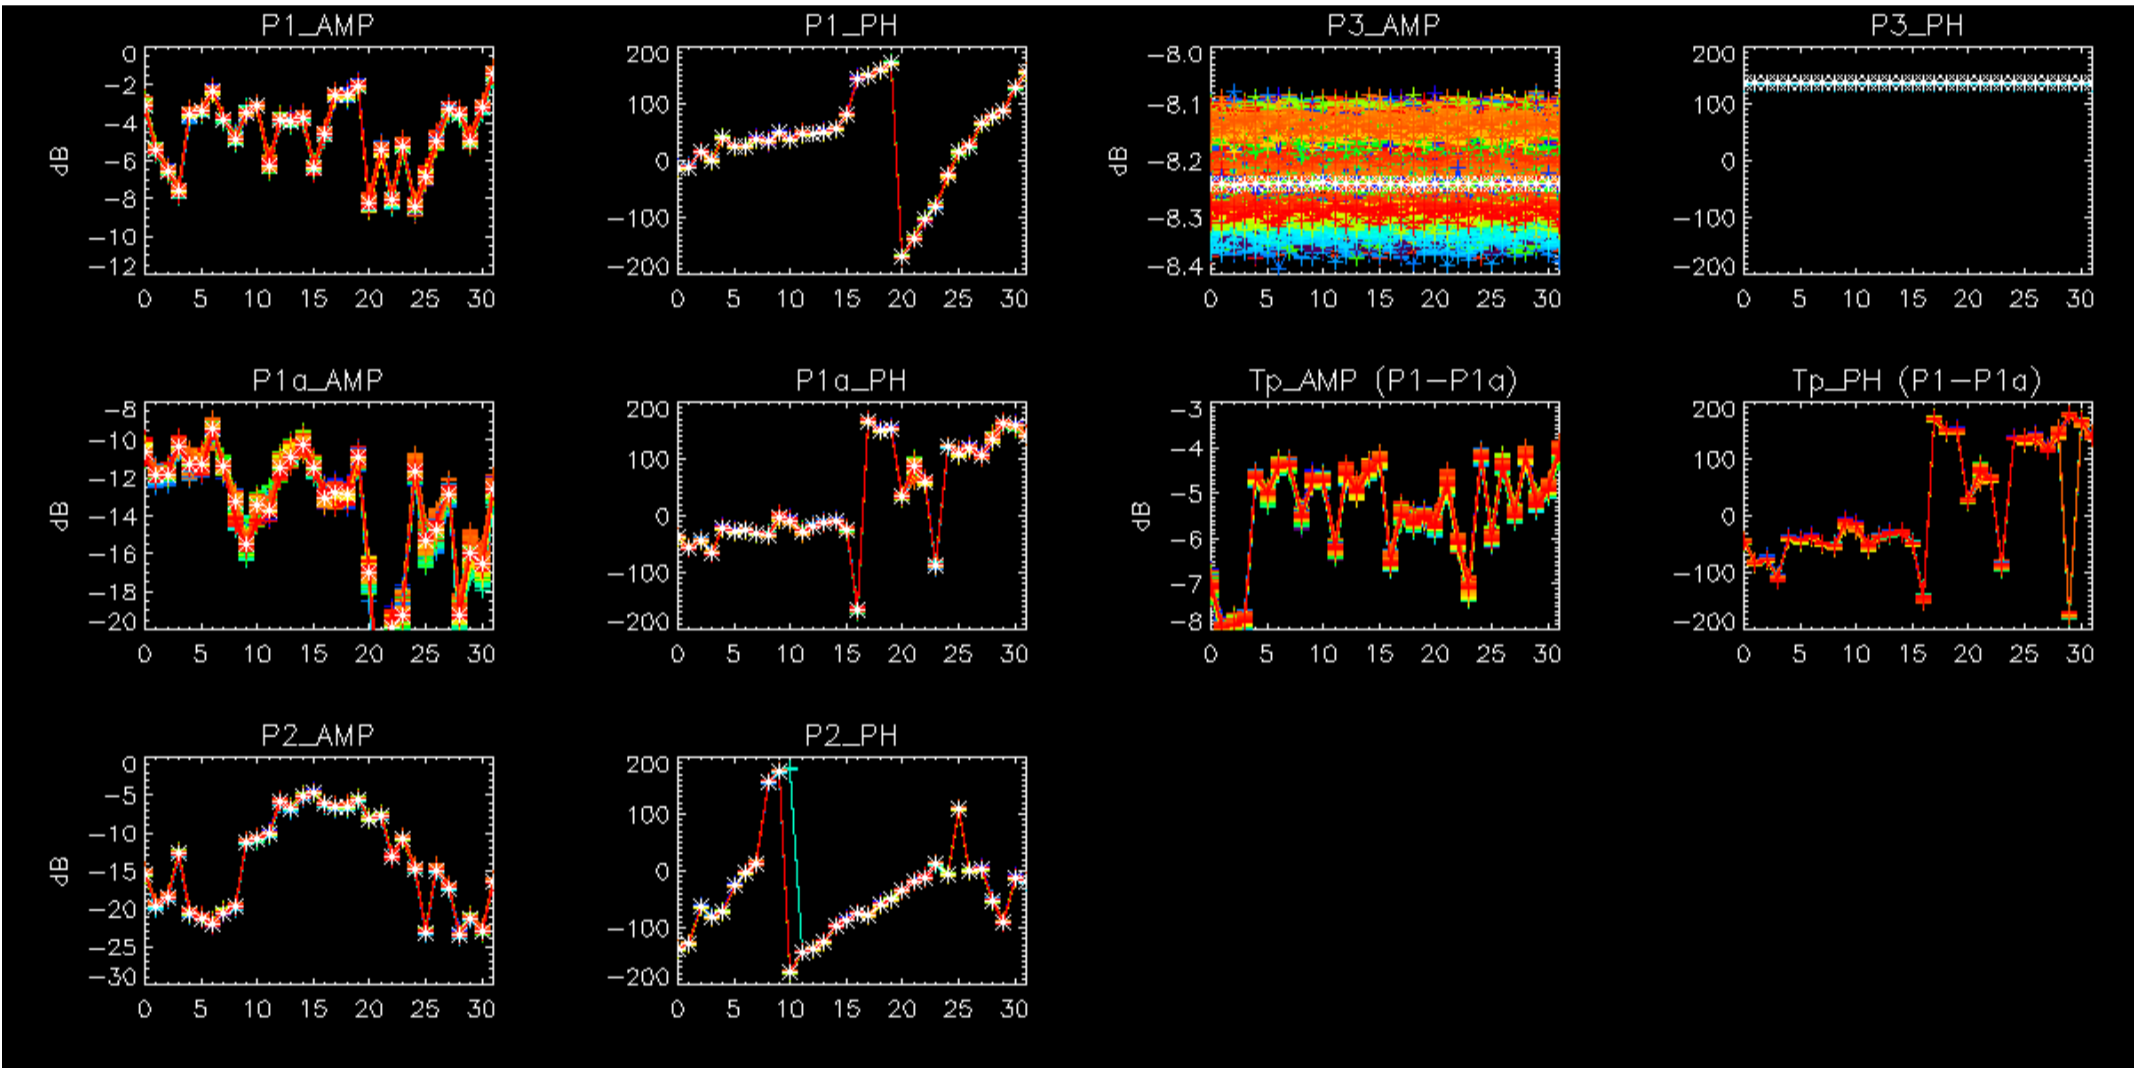 P1_AMP
P1_PH
P3_AMP
P3_PH
0
−2
−4
−6
−8
−10
−12
dB
0 5 10 15 20 25 30
200
100
0
−100
−200
0 5 10 15 20 25 30
−8.0
−8.1
−8.2
−8.3
−8.4
dB
0 5 10 15 20 25 30
200
100
0
−100
−200
0 5 10 15 20 25 30
P1a_AMP
P1a_PH
Tp_AMP (P1−P1a)
Tp_PH (P1−P1a)
−8
−10
−12
−14
−16
−18
−20
dB
0 5 10 15 20 25 30
200
100
0
−100
−200
0 5 10 15 20 25 30
−3
−4
−5
−6
−7
−8
dB
0 5 10 15 20 25 30
200
100
0
−100
−200
0 5 10 15 20 25 30
P2_AMP
P2_PH
0
−5
−10
−15
−20
−25
−30
dB
0 5 10 15 20 25 30
200
100
0
−100
−200
0 5 10 15 20 25 30